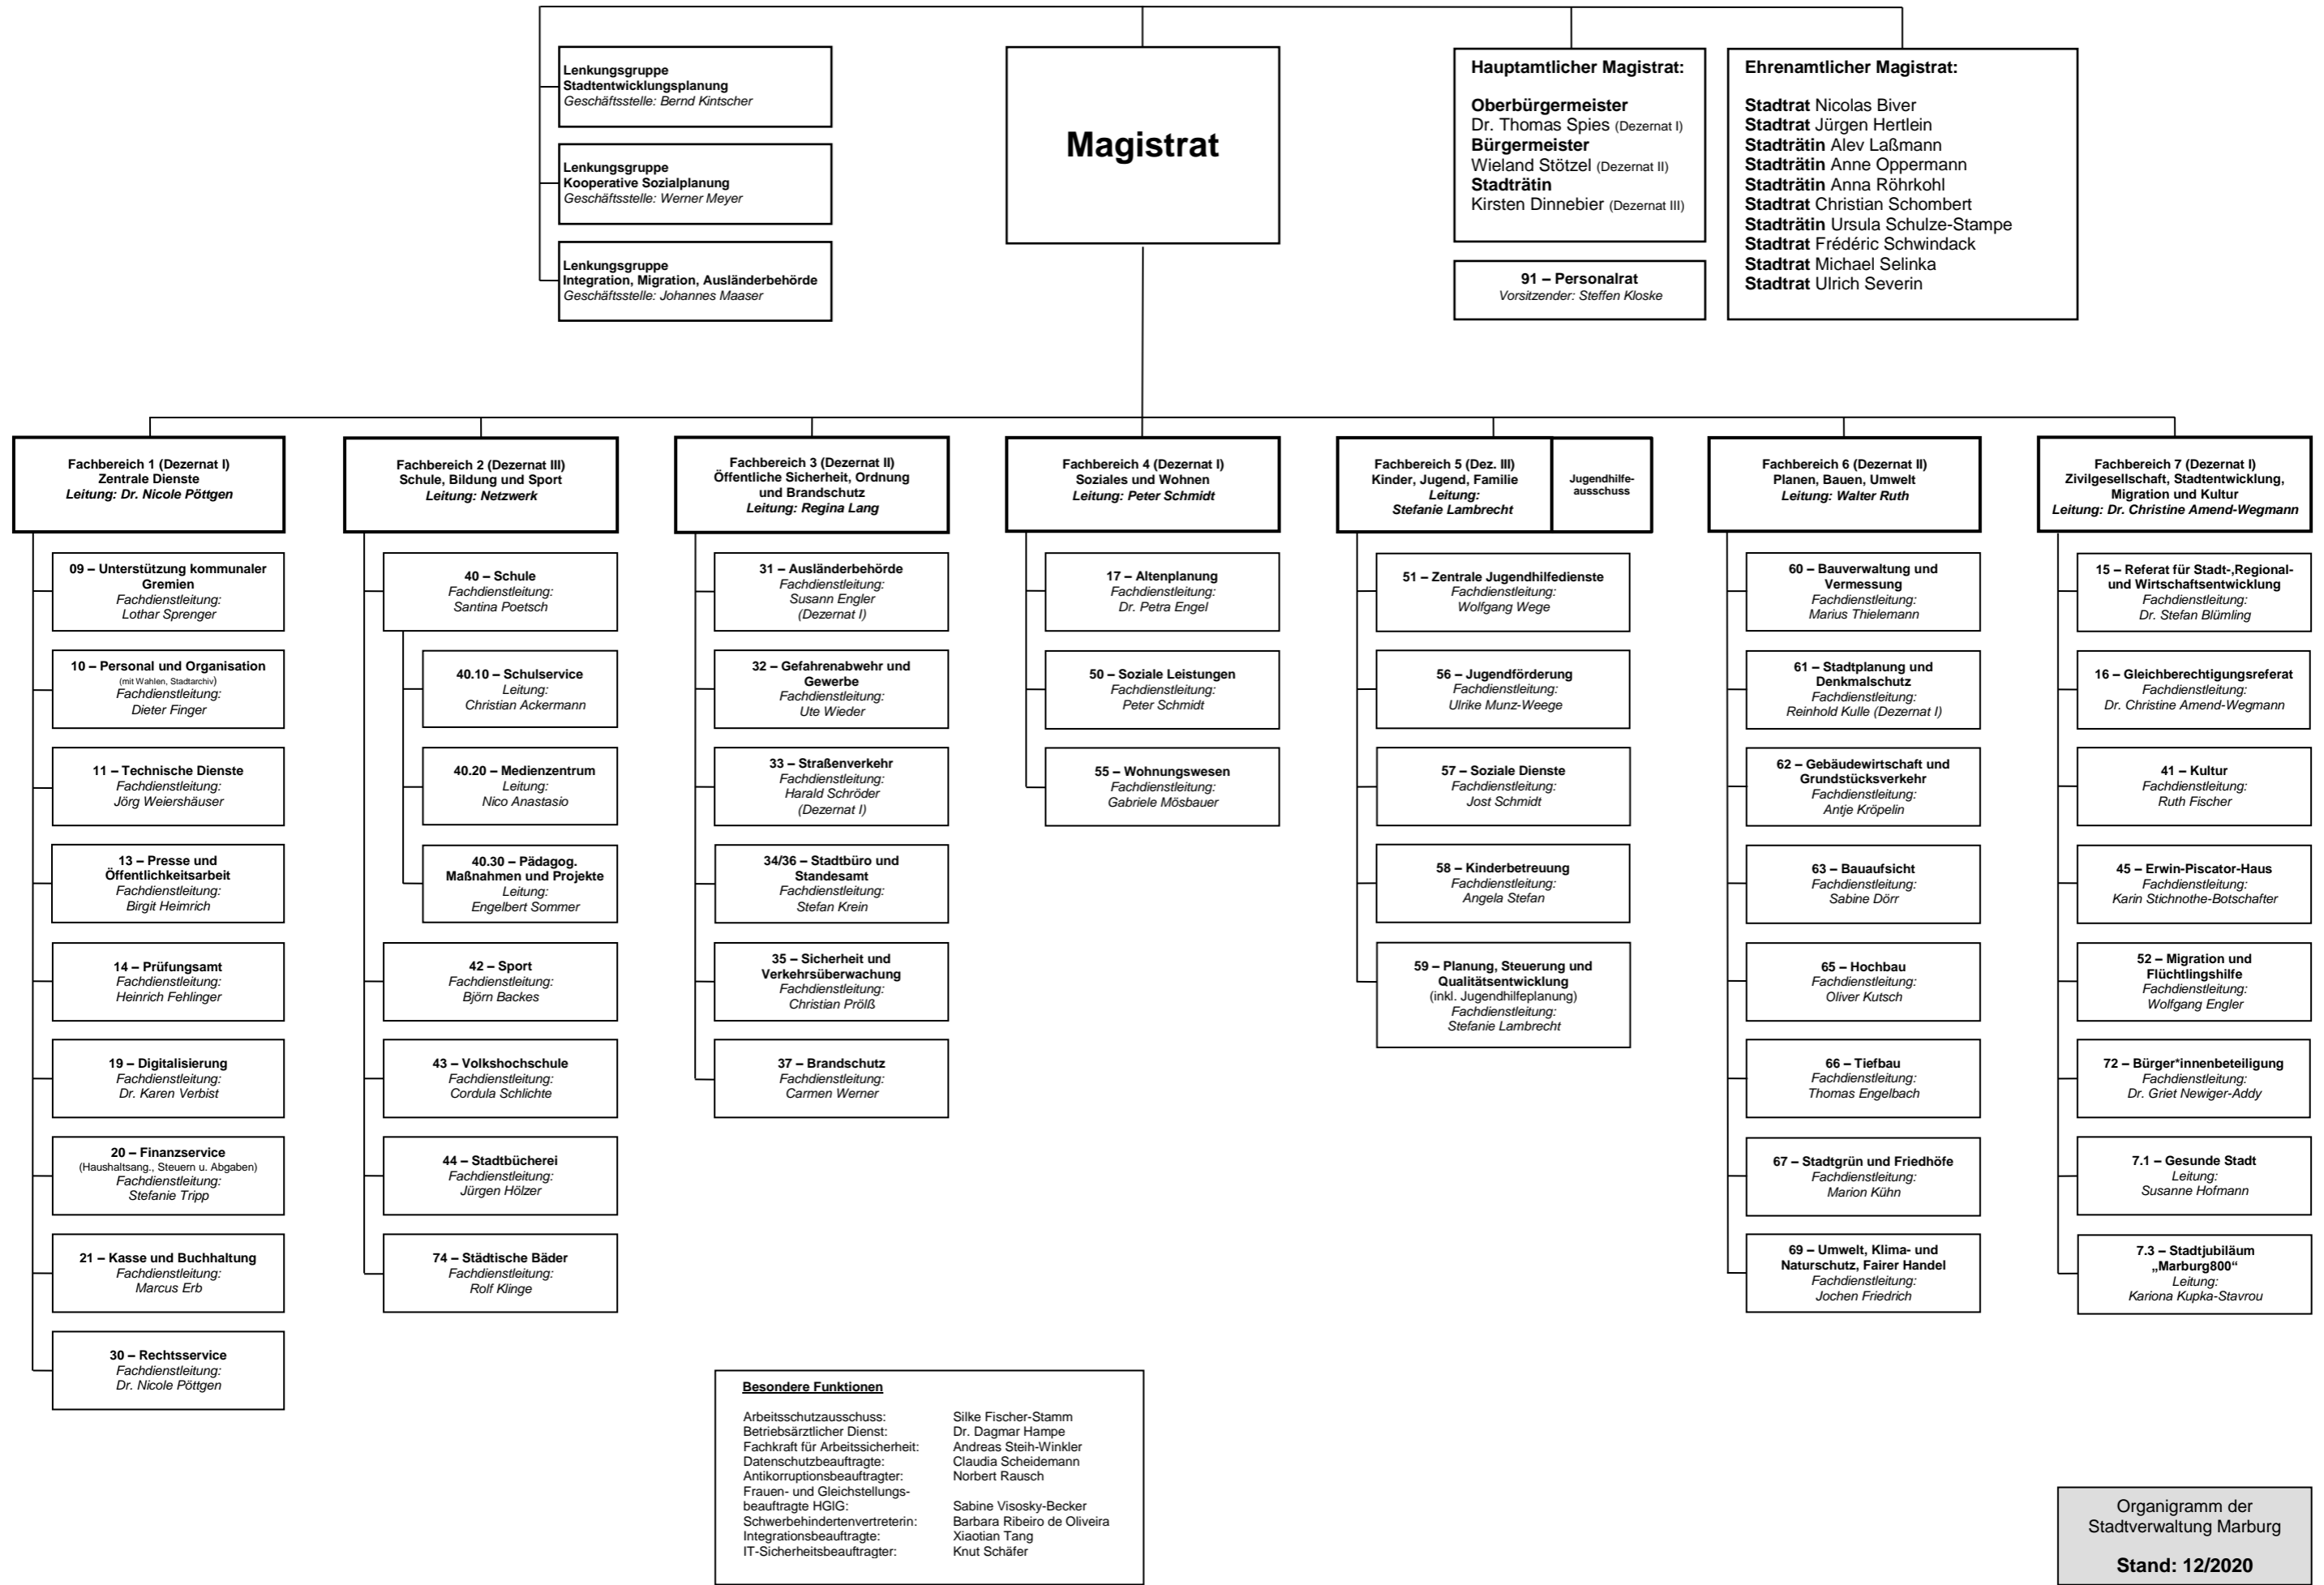 Lenkungsgruppe
Stadtentwicklungsplanung
Geschäftsstelle: Bernd Kintscher
Lenkungsgruppe
Kooperative Sozialplanung
Geschäftsstelle: Werner Meyer
Lenkungsgruppe
Integration, Migration, Ausländerbehörde
Geschäftsstelle: Johannes Maaser
Magistrat
Hauptamtlicher Magistrat:
Oberbürgermeister
Dr. Thomas Spies (Dezernat I)
Bürgermeister
Wieland Stötzel (Dezernat II)
Stadträtin
Kirsten Dinnebier (Dezernat III)
91 – Personalrat
Vorsitzender: Steffen Kloske
Ehrenamtlicher Magistrat:
Stadtrat Nicolas Biver
Stadtrat Jürgen Hertlein
Stadträtin Alev Laßmann
Stadträtin Anne Oppermann
Stadträtin Anna Röhrkohl
Stadtrat Christian Schombert
Stadträtin Ursula Schulze-Stampe
Stadtrat Frédéric Schwindack
Stadtrat Michael Selinka
Stadtrat Ulrich Severin
Fachbereich 1 (Dezernat I)
Zentrale Dienste
Leitung: Dr. Nicole Pöttgen
09 – Unterstützung kommunaler
Gremien
Fachdienstleitung:
Lothar Sprenger
10 – Personal und Organisation
(mit Wahlen, Stadtarchiv)
Fachdienstleitung:
Dieter Finger
11 – Technische Dienste
Fachdienstleitung:
Jörg Weiershäuser
13 – Presse und
Öffentlichkeitsarbeit
Fachdienstleitung:
Birgit Heimrich
14 – Prüfungsamt
Fachdienstleitung:
Heinrich Fehlinger
19 – Digitalisierung
Fachdienstleitung:
Dr. Karen Verbist
20 – Finanzservice
(Haushaltsang., Steuern u. Abgaben)
Fachdienstleitung:
Stefanie Tripp
21 – Kasse und Buchhaltung
Fachdienstleitung:
Marcus Erb
30 – Rechtsservice
Fachdienstleitung:
Dr. Nicole Pöttgen
Fachbereich 2 (Dezernat III)
Schule, Bildung und Sport
Leitung: Netzwerk
40 – Schule
Fachdienstleitung:
Santina Poetsch
40.10 – Schulservice
Leitung:
Christian Ackermann
40.20 – Medienzentrum
Leitung:
Nico Anastasio
40.30 – Pädagog.
Maßnahmen und Projekte
Leitung:
Engelbert Sommer
42 – Sport
Fachdienstleitung:
Björn Backes
43 – Volkshochschule
Fachdienstleitung:
Cordula Schlichte
44 – Stadtbücherei
Fachdienstleitung:
Jürgen Hölzer
74 – Städtische Bäder
Fachdienstleitung:
Rolf Klinge
Fachbereich 3 (Dezernat II)
Öffentliche Sicherheit, Ordnung
und Brandschutz
Leitung: Regina Lang
31 – Ausländerbehörde
Fachdienstleitung:
Susann Engler
(Dezernat I)
32 – Gefahrenabwehr und
Gewerbe
Fachdienstleitung:
Ute Wieder
33 – Straßenverkehr
Fachdienstleitung:
Harald Schröder
(Dezernat I)
34/36 – Stadtbüro und
Standesamt
Fachdienstleitung:
Stefan Krein
35 – Sicherheit und
Verkehrsüberwachung
Fachdienstleitung:
Christian Prölß
37 – Brandschutz
Fachdienstleitung:
Carmen Werner
Fachbereich 4 (Dezernat I)
Soziales und Wohnen
Leitung: Peter Schmidt
17 – Altenplanung
Fachdienstleitung:
Dr. Petra Engel
50 – Soziale Leistungen
Fachdienstleitung:
Peter Schmidt
55 – Wohnungswesen
Fachdienstleitung:
Gabriele Mösbauer
Fachbereich 5 (Dez. III)
Kinder, Jugend, Familie
Leitung:
Stefanie Lambrecht
Jugendhilfe-
ausschuss
51 – Zentrale Jugendhilfedienste
Fachdienstleitung:
Wolfgang Wege
56 – Jugendförderung
Fachdienstleitung:
Ulrike Munz-Weege
57 – Soziale Dienste
Fachdienstleitung:
Jost Schmidt
58 – Kinderbetreuung
Fachdienstleitung:
Angela Stefan
59 – Planung, Steuerung und
Qualitätsentwicklung
(inkl. Jugendhilfeplanung)
Fachdienstleitung:
Stefanie Lambrecht
Fachbereich 6 (Dezernat II)
Planen, Bauen, Umwelt
Leitung: Walter Ruth
60 – Bauverwaltung und
Vermessung
Fachdienstleitung:
Marius Thielemann
61 – Stadtplanung und
Denkmalschutz
Fachdienstleitung:
Reinhold Kulle (Dezernat I)
62 – Gebäudewirtschaft und
Grundstücksverkehr
Fachdienstleitung:
Antje Kröpelin
63 – Bauaufsicht
Fachdienstleitung:
Sabine Dörr
65 – Hochbau
Fachdienstleitung:
Oliver Kutsch
66 – Tiefbau
Fachdienstleitung:
Thomas Engelbach
67 – Stadtgrün und Friedhöfe
Fachdienstleitung:
Marion Kühn
69 – Umwelt, Klima- und
Naturschutz, Fairer Handel
Fachdienstleitung:
Jochen Friedrich
Fachbereich 7 (Dezernat I)
Zivilgesellschaft, Stadtentwicklung,
Migration und Kultur
Leitung: Dr. Christine Amend-Wegmann
15 – Referat für Stadt-,Regional-
und Wirtschaftsentwicklung
Fachdienstleitung:
Dr. Stefan Blümling
16 – Gleichberechtigungsreferat
Fachdienstleitung:
Dr. Christine Amend-Wegmann
41 – Kultur
Fachdienstleitung:
Ruth Fischer
45 – Erwin-Piscator-Haus
Fachdienstleitung:
Karin Stichnothe-Botschafter
52 – Migration und
Flüchtlingshilfe
Fachdienstleitung:
Wolfgang Engler
72 – Bürger*innenbeteiligung
Fachdienstleitung:
Dr. Griet Newiger-Addy
7.1 – Gesunde Stadt
Leitung:
Susanne Hofmann
7.3 – Stadtjubiläum
„Marburg800“
Leitung:
Kariona Kupka-Stavrou
Besondere Funktionen
Arbeitsschutzausschuss: Silke Fischer-Stamm
Betriebsärztlicher Dienst: Dr. Dagmar Hampe
Fachkraft für Arbeitssicherheit: Andreas Steih-Winkler
Datenschutzbeauftragte: Claudia Scheidemann
Antikorruptionsbeauftragter: Norbert Rausch
Frauen- und Gleichstellungs-
beauftragte HGlG: Sabine Visosky-Becker
Schwerbehindertenvertreterin: Barbara Ribeiro de Oliveira
Integrationsbeauftragte: Xiaotian Tang
IT-Sicherheitsbeauftragter: Knut Schäfer
Organigramm der
Stadtverwaltung Marburg
Stand: 12/2020